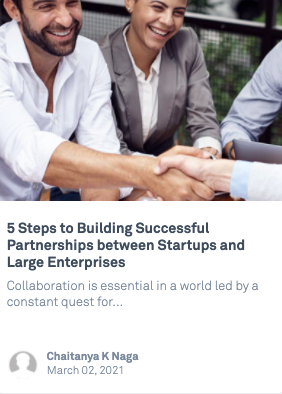 5 Steps to Building Successful
Partnerships between Startups and
Large Enterprises
Collaboration is essential in a world led by a
constant quest for...
Chaitanya K Naga
March 02, 2021